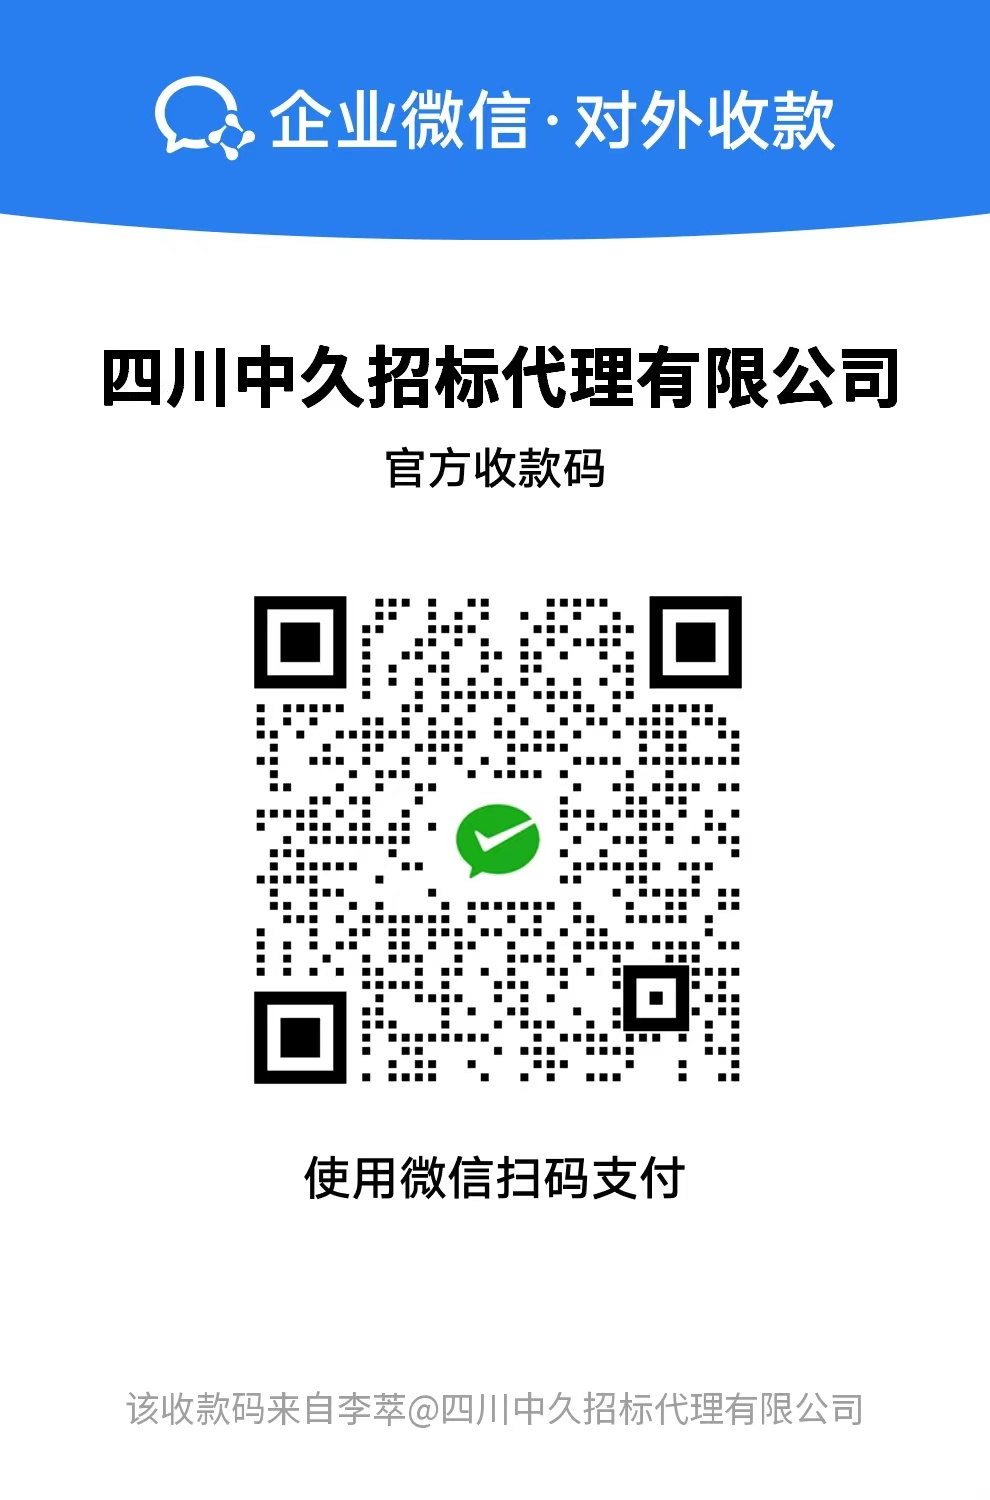 企业微信·对外收款
四川中久招标代理有限公司
官方收款码
使用微信扫码支付
该收款码来自李萃@四川中久招标代理有限公司